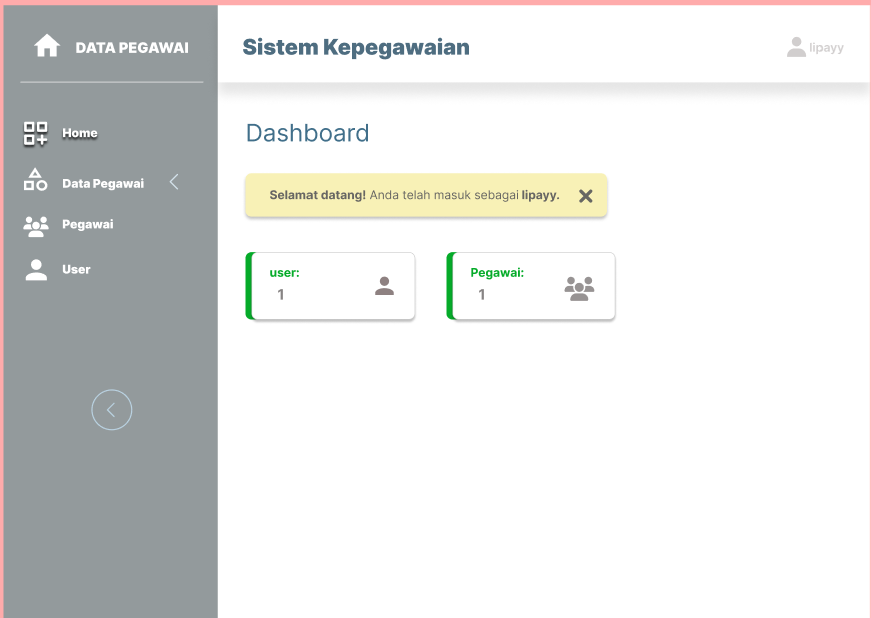 DATA PEGAWAI
Sistem Kepegawaian
lipayy
Home
Data Pegawai
Pegawai
User
Dashboard
Selamat datang! Anda telah masuk sebagai lipayy.
user:
1
Pegawai:
1